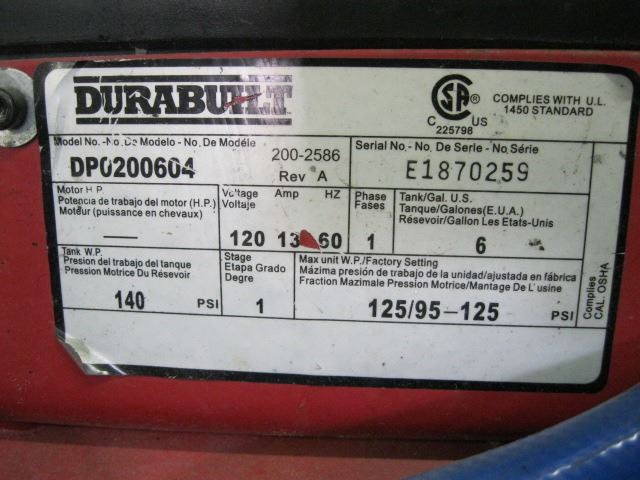 DURABUILT
CSA ®
C US
225798
COMPLIES WITH U.L.
1450 STANDARD
Model No. -No. De Modelo - No. De Modéle
DP0200604
200-2586
Rev A
Serial No.- No. De Serie - No. Série
E1870259
Motor H.P.
Potencia de trabajo del motor (H.P.)
Moteur (puissance en chevaux)
—
Voltage Amp HZ
Voltaje
120 13 60
Phase
Fases
1
Tank/Gal. U.S.
Tanque/Galones(E.U.A.)
Résevoir/Gallon Les Etats-Unis
6
Tank W.P.
Presion del trabajo del tanque
Pression Motrice Du Résevoir
140 PSI
Stage
Etapa Grado
Degre
1
Max unit W.P./Factory Setting
Mázima presión de trabajo de la unidad/ajustada en fábrica
Fraction Mazimale Pression Motrice/Mantage De L'usine
125/95-125 PSI
Complies
CAL. OSHA